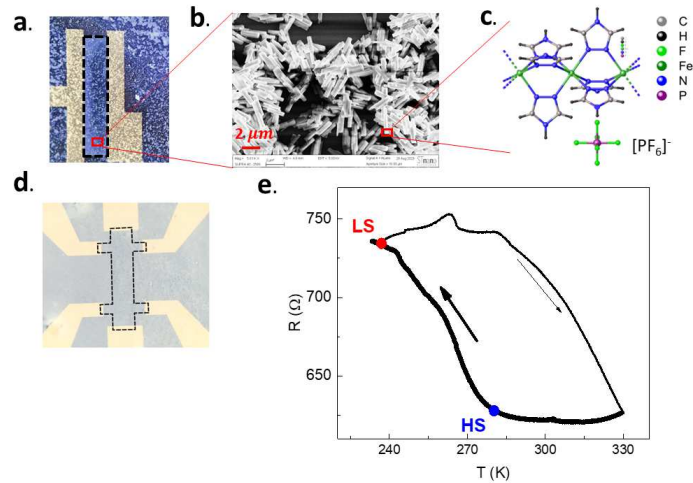 a.
b.
c.
2 μm
C
H
F
Fe
N
P
[PF6]-
d.
e.
750
700
650
R (Ω)
LS
HS
240
270
300
330
T (K)